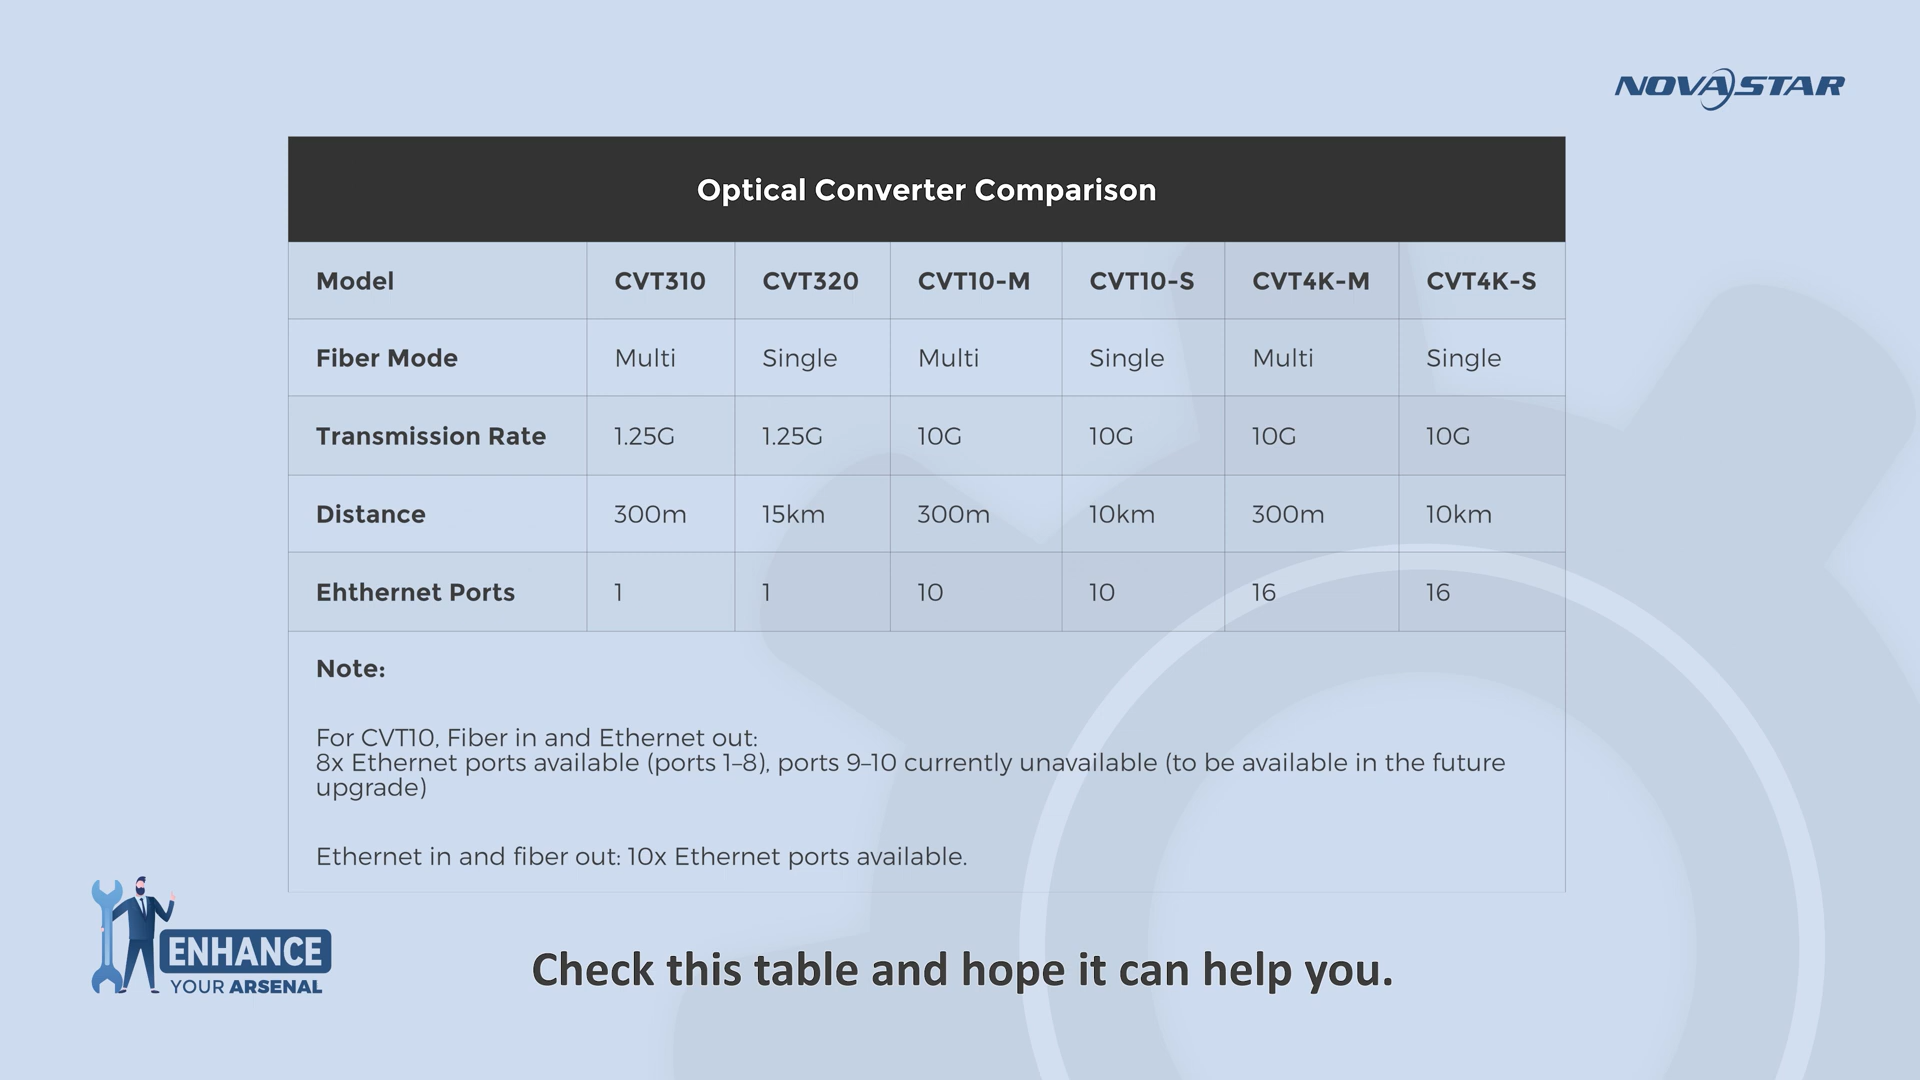 NOVASTAR
Optical Converter Comparison
Model CVT310 CVT320 CVT10-M CVT10-S CVT4K-M CVT4K-S
Fiber Mode Multi Single Multi Single Multi Single
Transmission Rate 1.25G 1.25G 10G 10G 10G 10G
Distance 300m 15km 300m 10km 300m 10km
Ehthernet Ports 1 1 10 10 16 16
Note:
For CVT10, Fiber in and Ethernet out:
8x Ethernet ports available (ports 1–8), ports 9–10 currently unavailable (to be available in the future
upgrade)
Ethernet in and fiber out: 10x Ethernet ports available.
ENHANCE
YOUR ARSENAL
Check this table and hope it can help you.